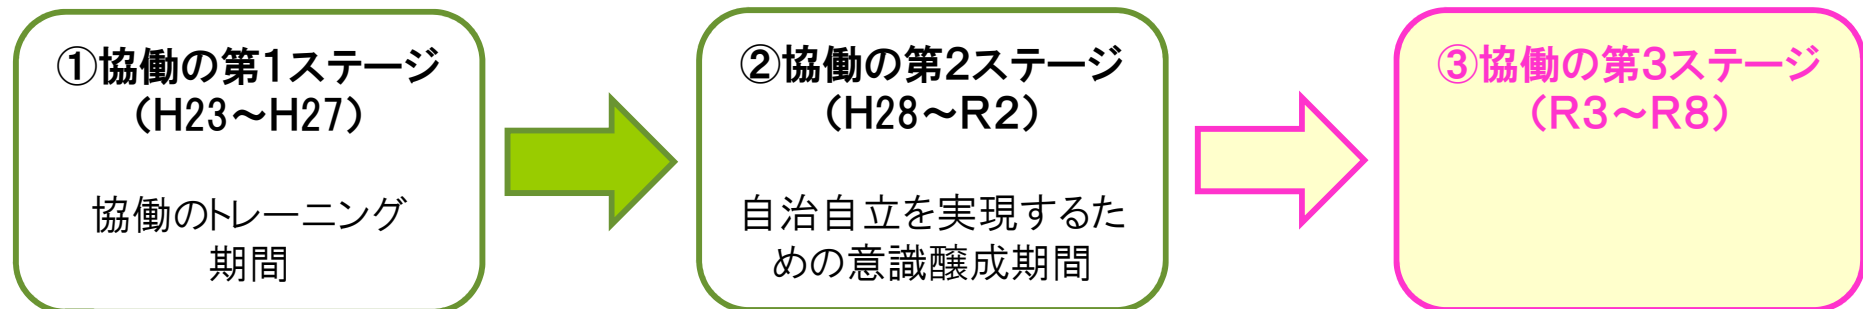 ①協働の第1ステージ
（H23～H27）
協働のトレーニング
期間
②協働の第2ステージ
（H28～R2）
自治自立を実現するた
めの意識醸成期間
③協働の第3ステージ
（R3～R8）